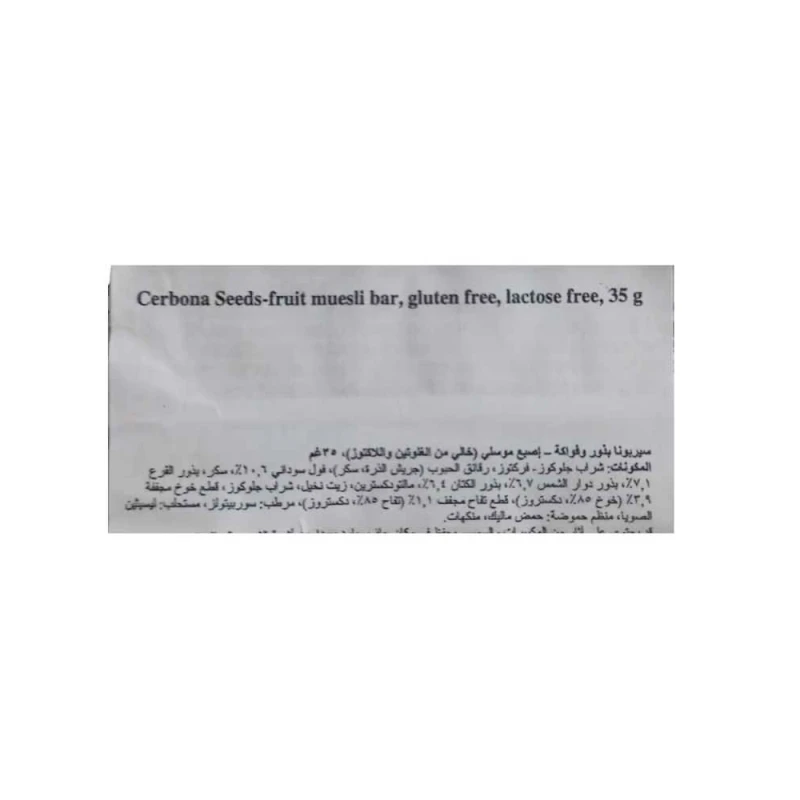 Cerbona Seeds-fruit muesli bar, gluten free, lactose free, 35 g
سيربونا بذور وفواكة – إصبع موسلي (خالي من الغلوتين واللاكتوز)، ٣٥غم
المكونات: شراب جلوكوز- فركتوز، رقائق الحبوب (جريش الذرة، سكر)، فول سوداني ١٠,٦٪، سكر، بذور القرع
٧,١٪، بذور دوار الشمس ٦,٧٪، بذور الكتان ٦,٤٪، مالتودكسترين، زيت نخيل، شراب جلوكوز، قطع خوخ مجففة
٣,٩٪ (خوخ ٨٥٪، دكستروز)، قطع تفاح مجفف ١,١٪ (تفاح ٨٥٪، دكستروز)، مرطب: سوربيتولز، مستحلب: ليسيثين
الصويا، منظم حموضة: حمض ماليك، منكهات.